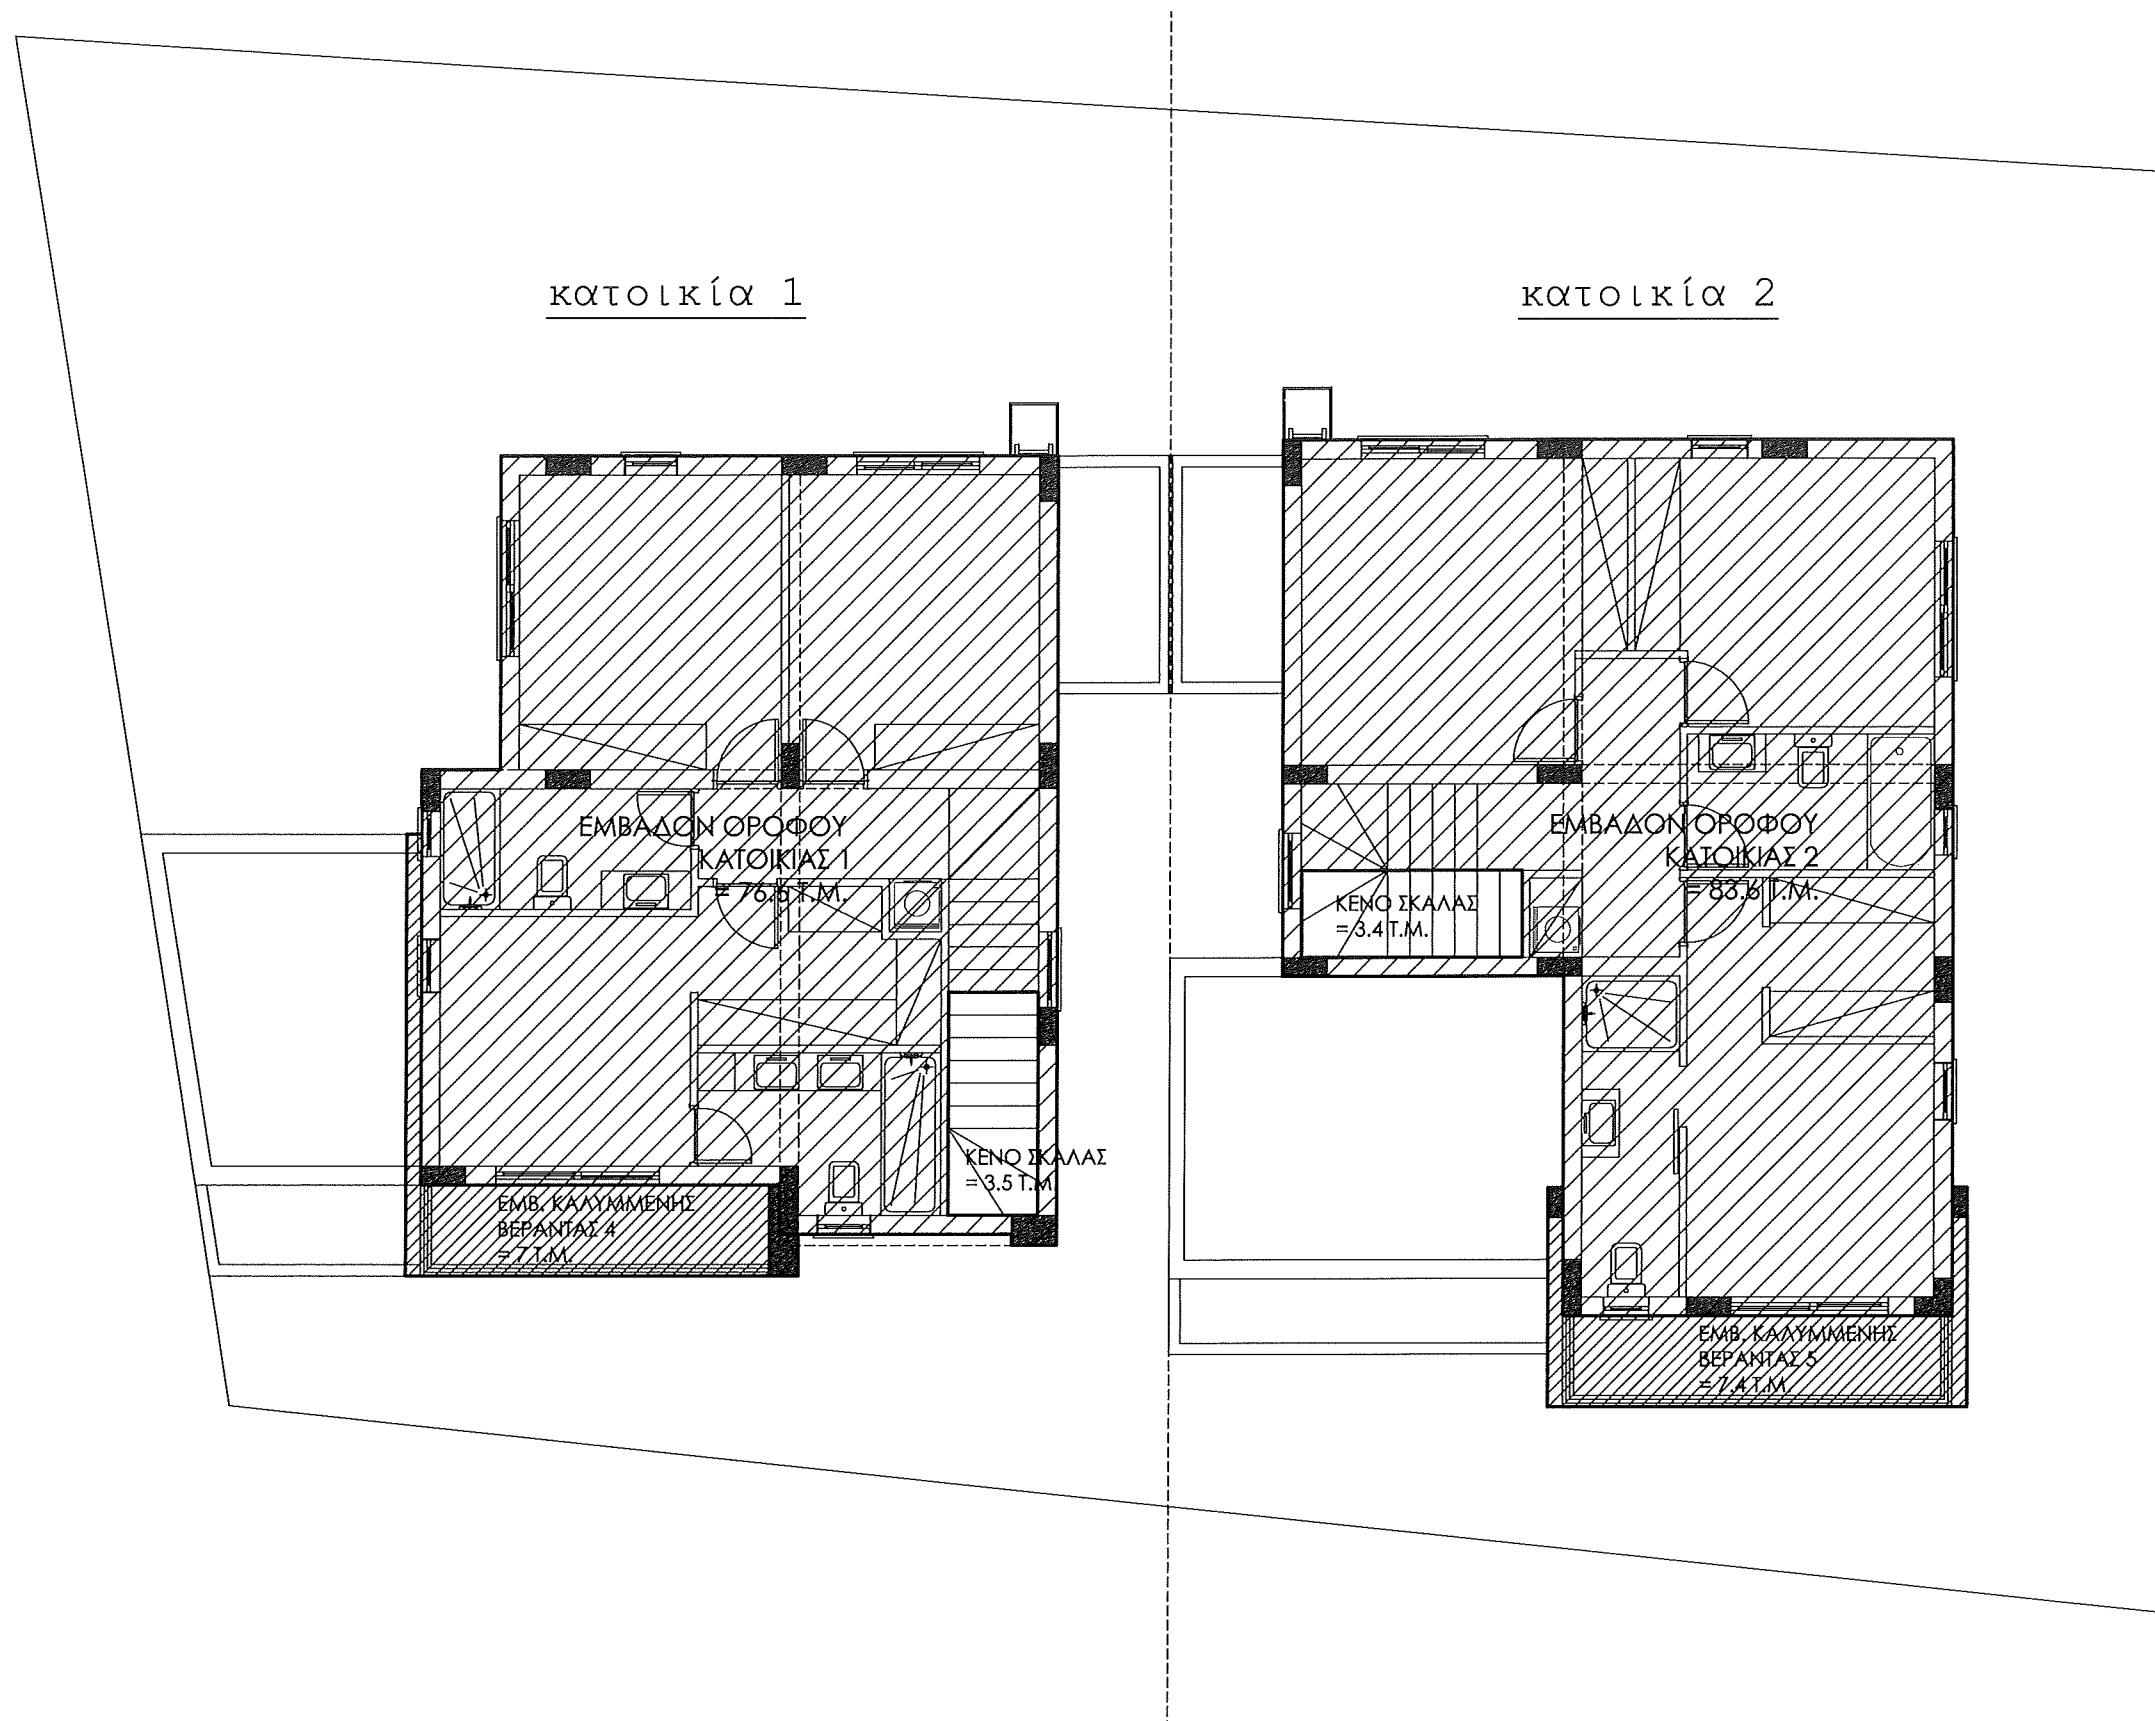 κατοικία 1
κατοικία 2
ΕΜΒΑΔΟΝ ΟΡΟΦΟΥ
ΚΑΤΟΙΚΙΑΣ 1
= 76.6 Τ.Μ.
ΕΜΒΑΔΟΝ ΟΡΟΦΟΥ
ΚΑΤΟΙΚΙΑΣ 2
= 83.6 Τ.Μ.
ΚΕΝΟ ΣΚΑΛΑΣ
= 3.4 Τ.Μ.
ΚΕΝΟ ΣΚΑΛΑΣ
= 3.5 Τ.Μ.
ΕΜΒ. ΚΑΛΥΜΜΕΝΗΣ
ΒΕΡΑΝΤΑΣ 4
= 7 Τ.Μ.
ΕΜΒ. ΚΑΛΥΜΜΕΝΗΣ
ΒΕΡΑΝΤΑΣ 5
= 7.4 Τ.Μ.